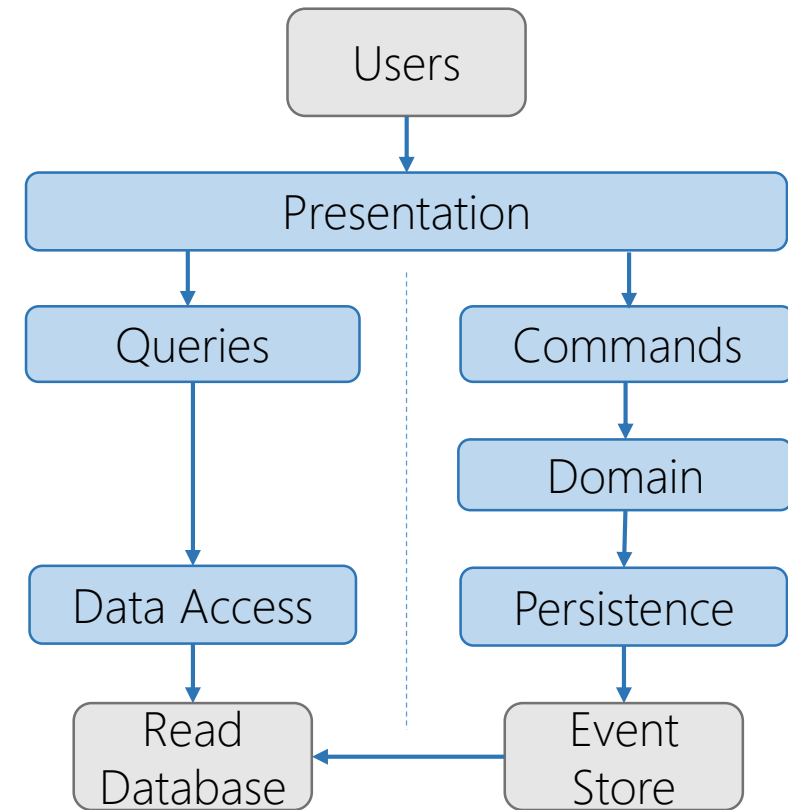 Users
Presentation
Queries
Commands
Domain
Data Access
Persistence
Read
Database
Event
Store